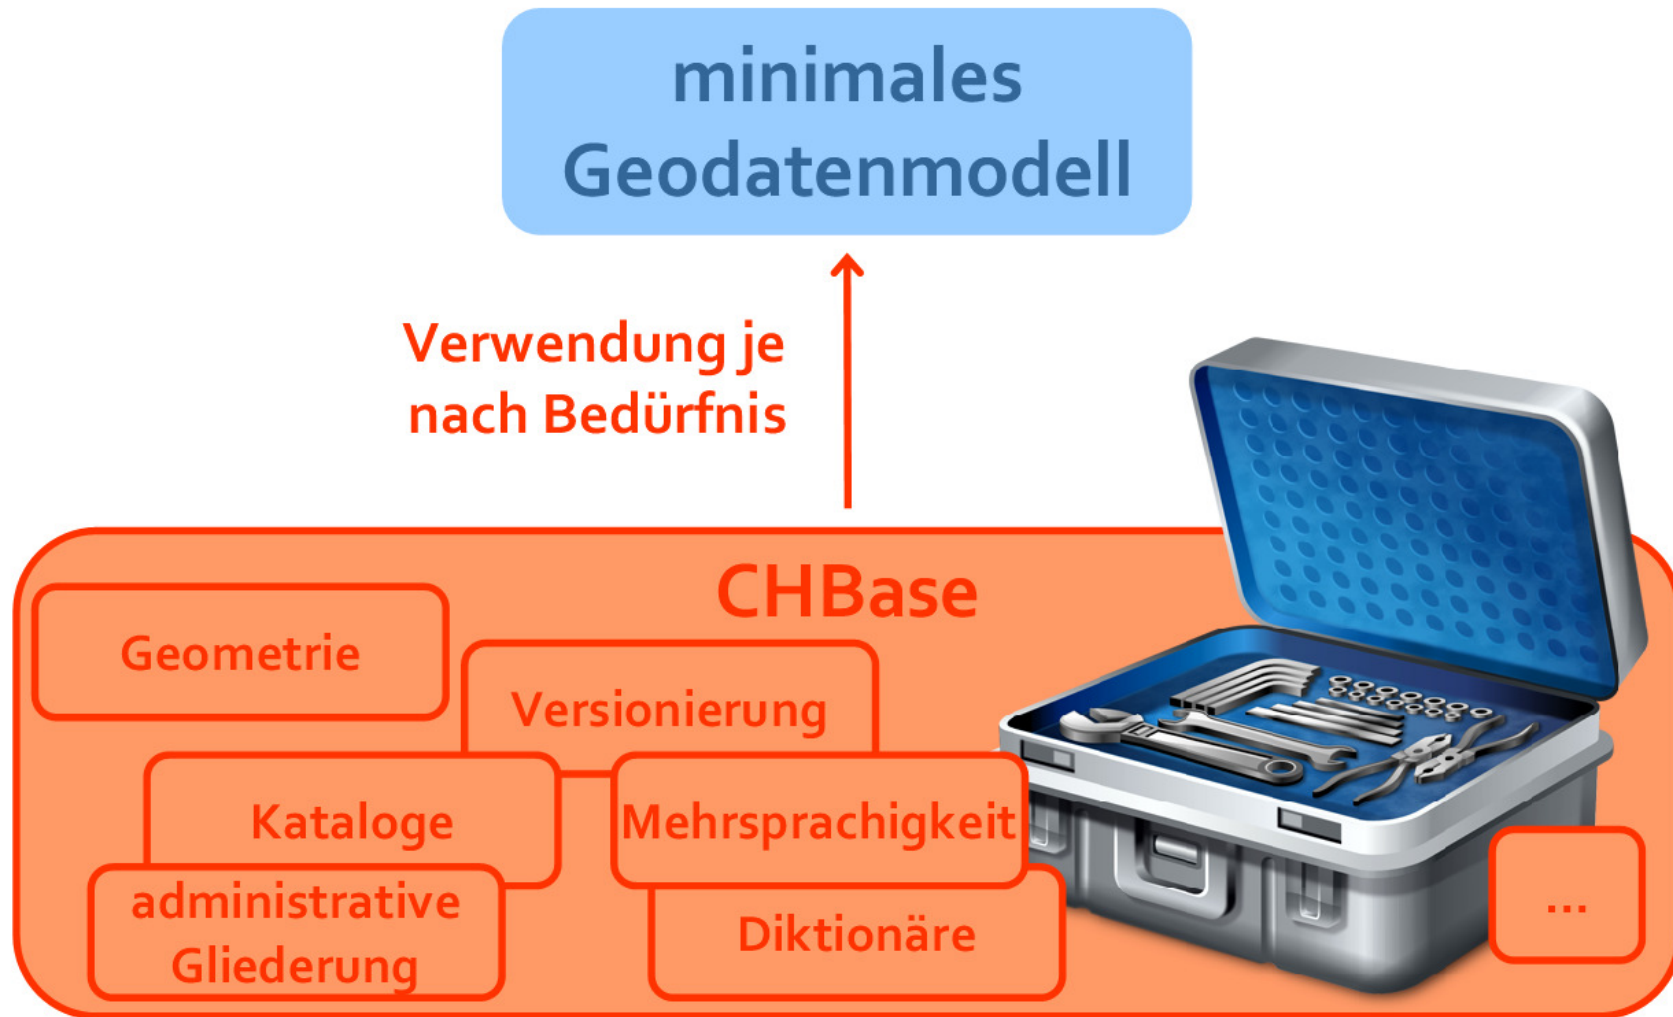 minimales
Geodatenmodell
Verwendung je
nach Bedürfnis
CHBase
Geometrie
Versionierung
Kataloge
Mehrsprachigkeit
administrative
Gliederung
Diktionäre
...